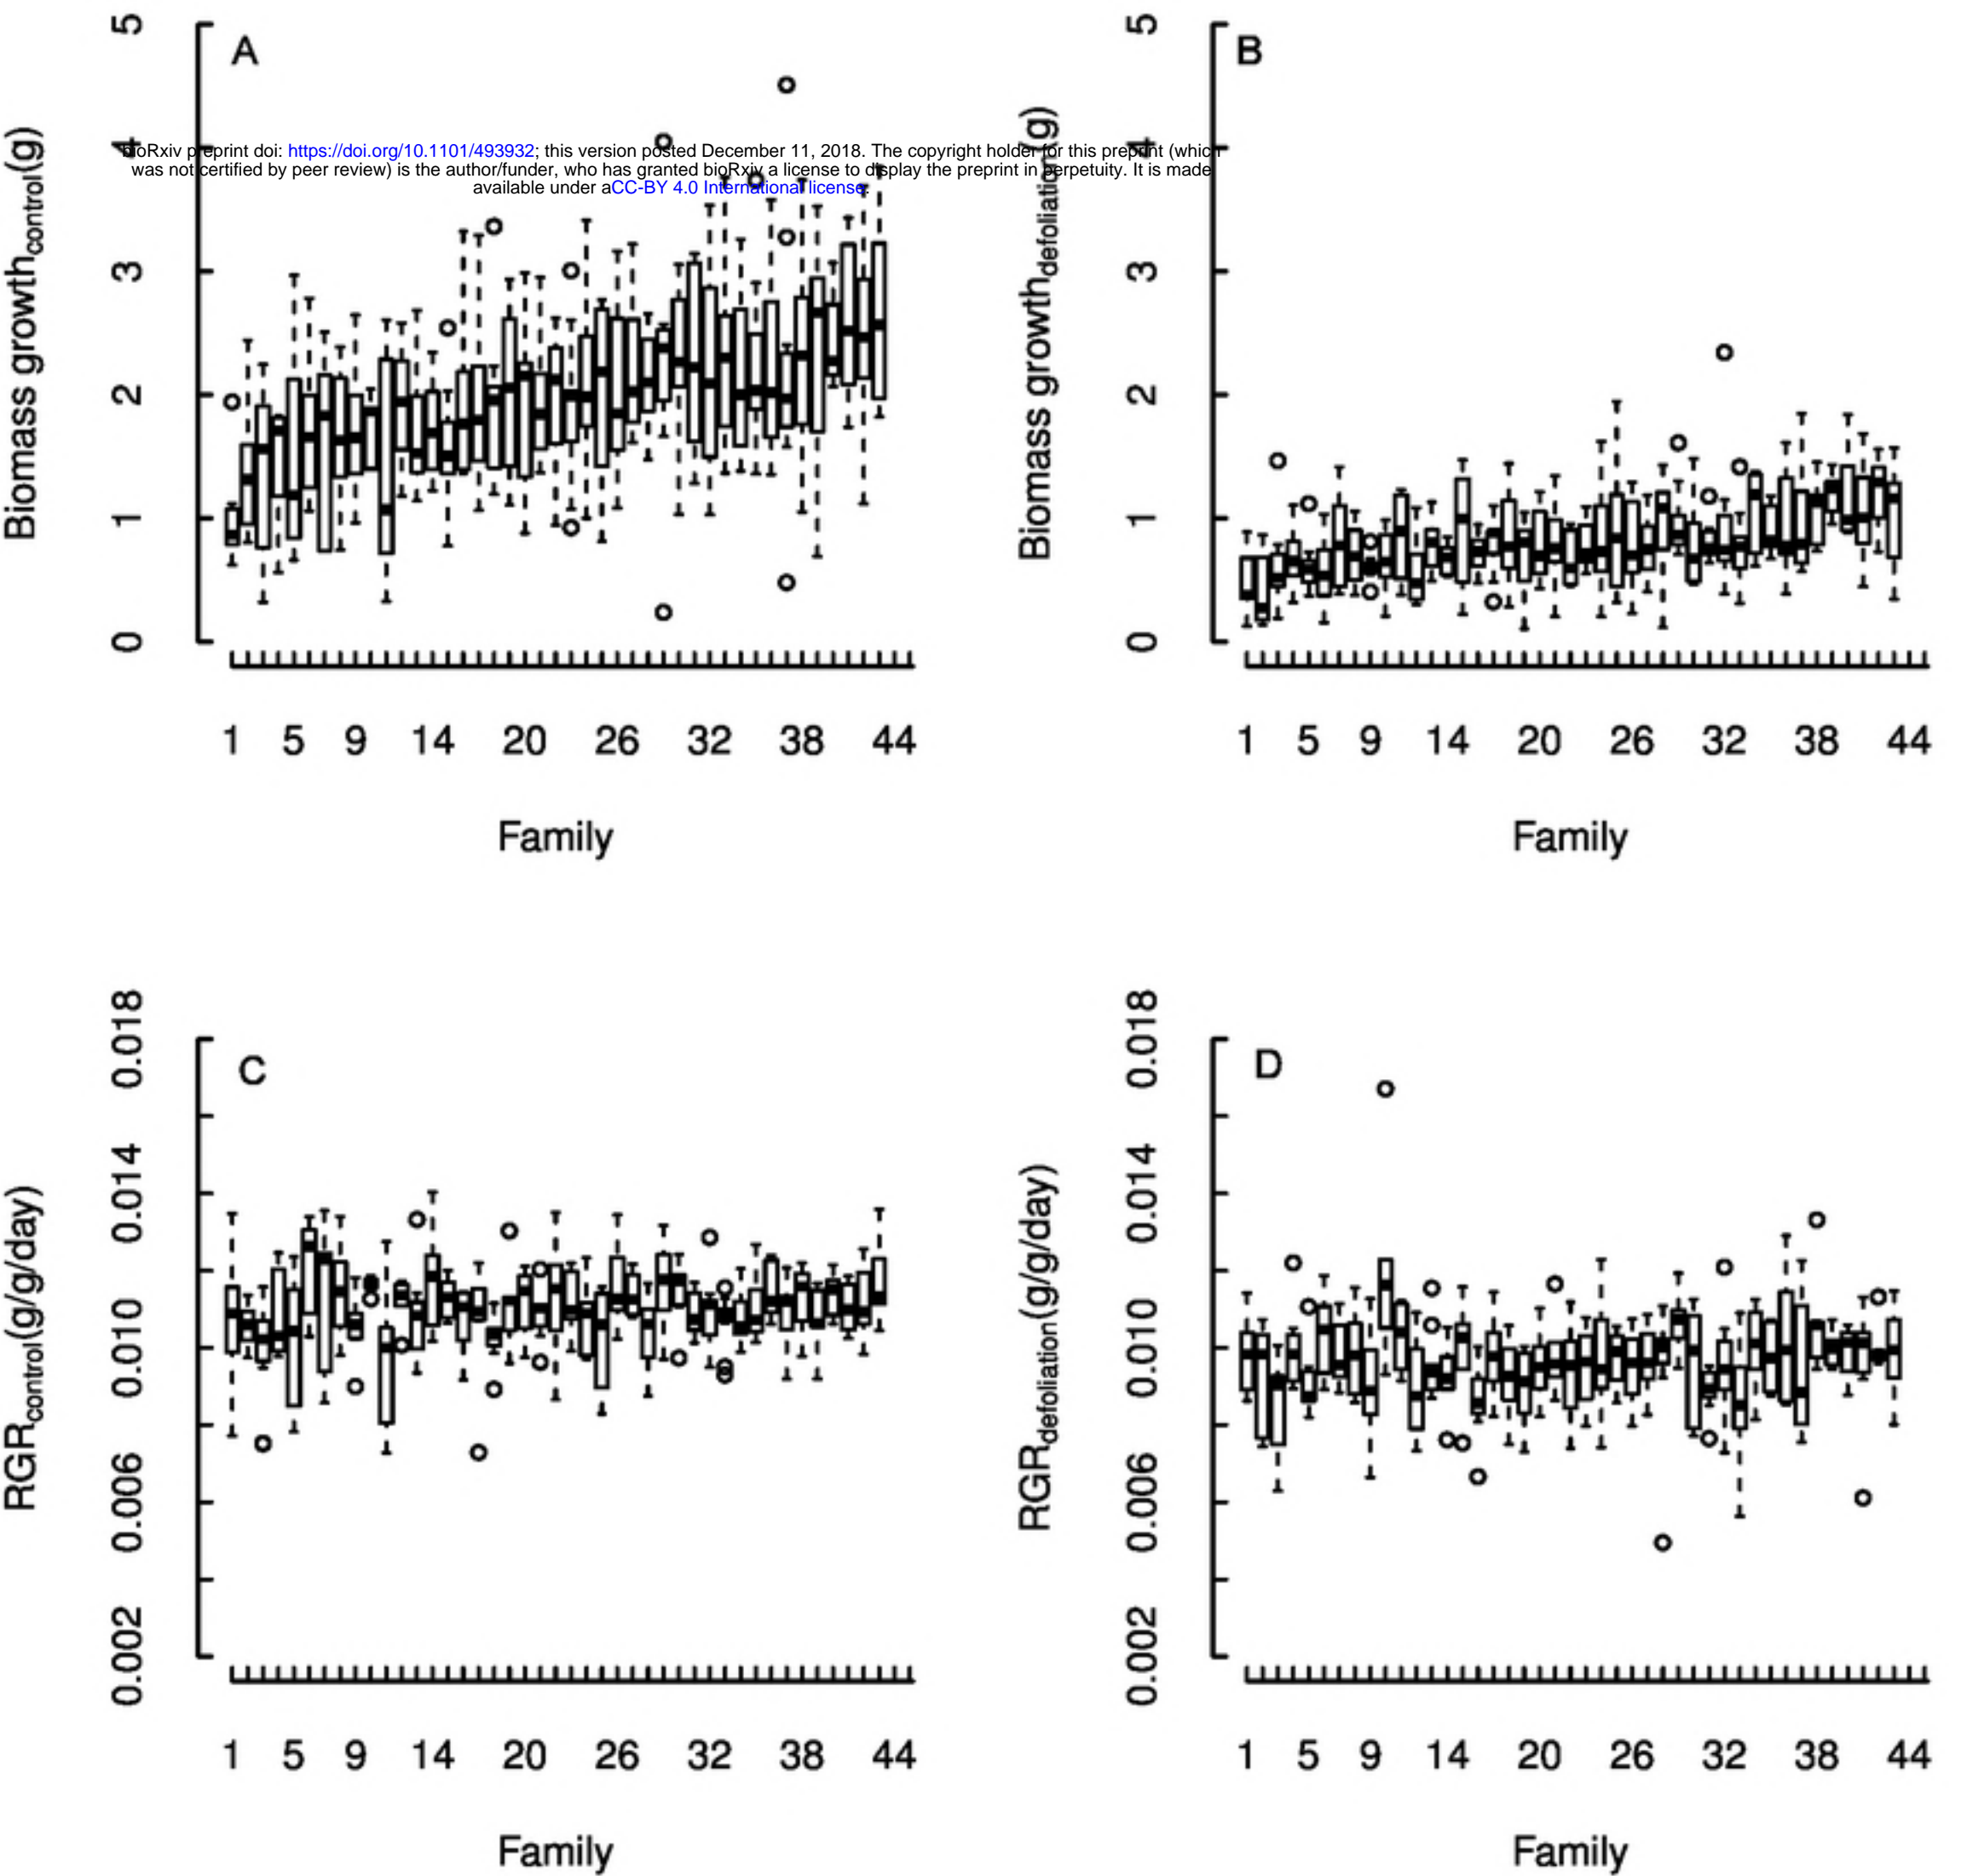 A
B
Biomass growthcontrol(g)
0 1 2 3 4 5
Biomass growthdefoliation(g)
0 1 2 3 4 5
bioRxiv preprint doi: https://doi.org/10.1101/493932; this version posted December 11, 2018. The copyright holder for this preprint (which
was not certified by peer review) is the author/funder, who has granted bioRxiv a license to display the preprint in perpetuity. It is made
available under aCC-BY 4.0 International license.
1 5 9 14 20 26 32 38 44
1 5 9 14 20 26 32 38 44
Family
Family
C
D
RGRcontrol(g/g/day)
0.002 0.006 0.010 0.014 0.018
RGRdefoliation(g/g/day)
0.002 0.006 0.010 0.014 0.018
1 5 9 14 20 26 32 38 44
1 5 9 14 20 26 32 38 44
Family
Family